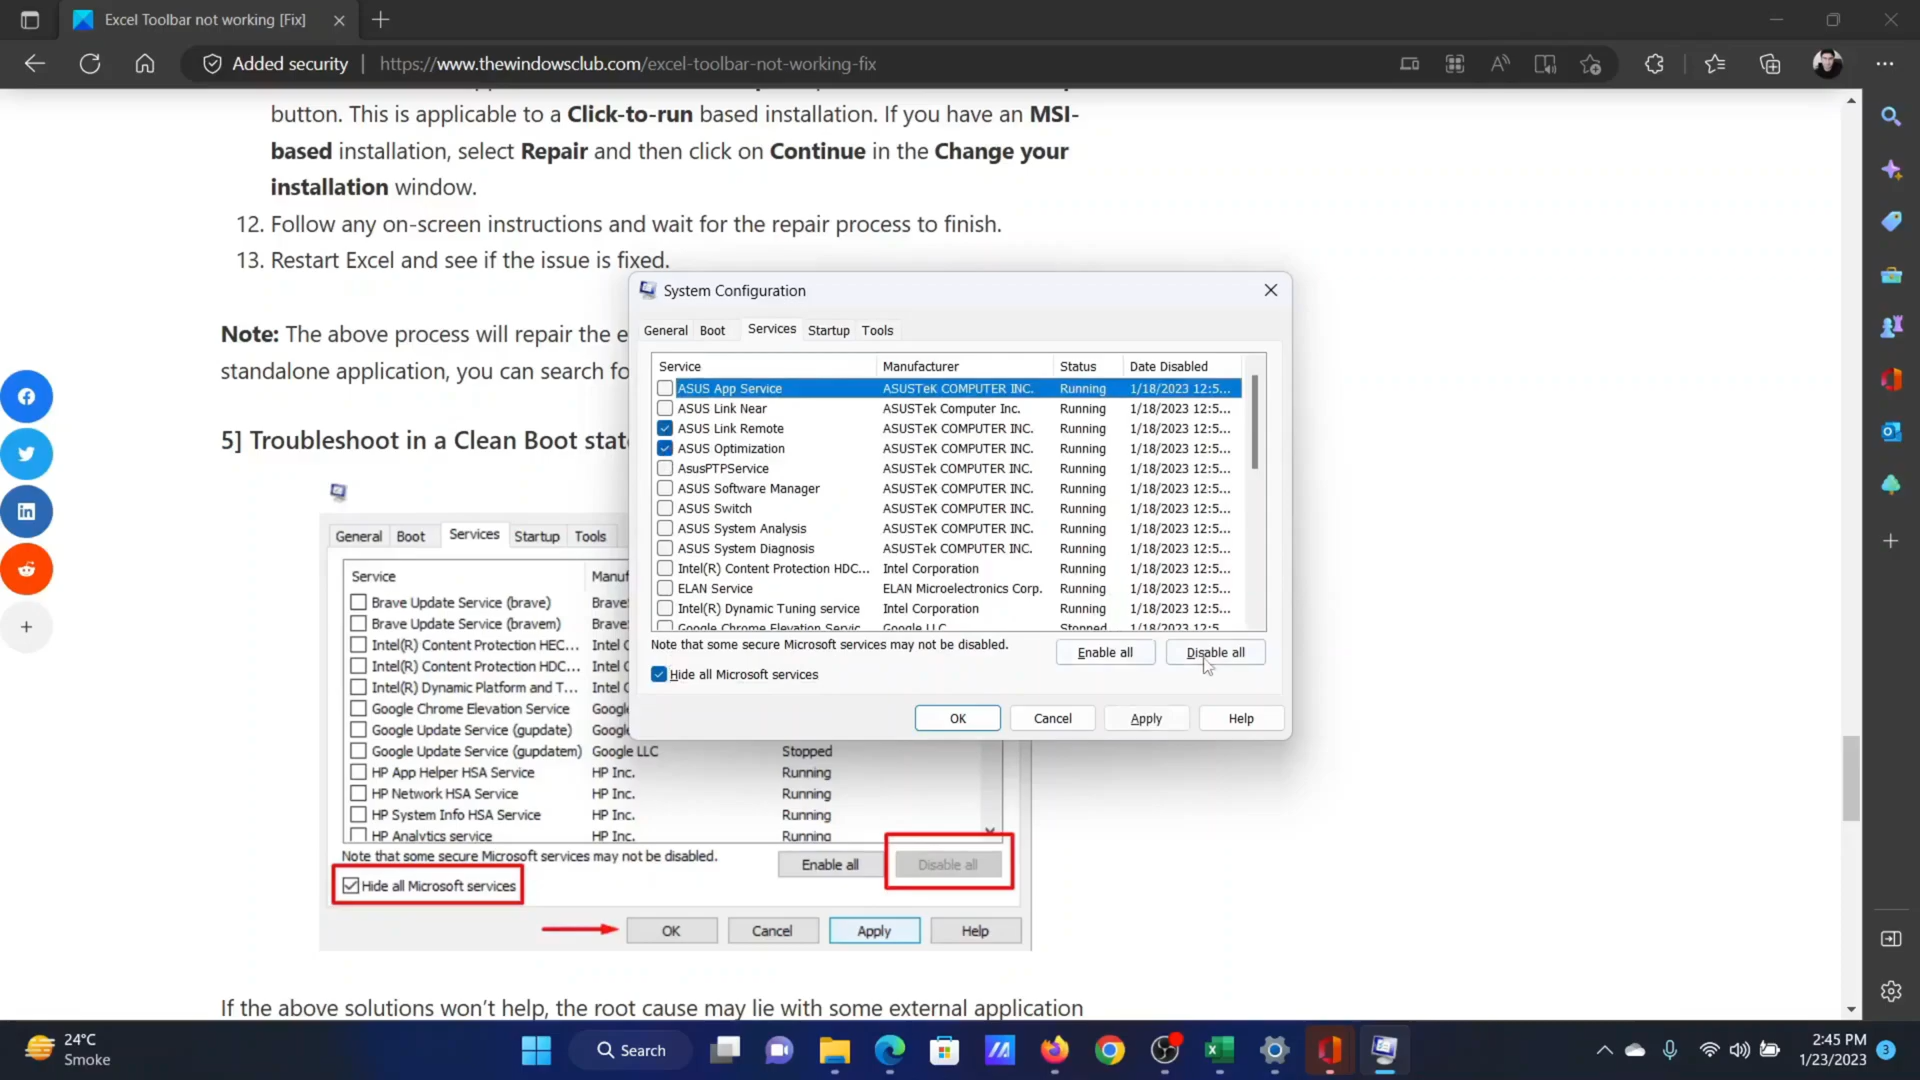 Excel Toolbar not working [Fix]
Added security
https://www.thewindowsclub.com/excel-toolbar-not-working-fix
button. This is applicable to a Click-to-run based installation. If you have an MSI-
based installation, select Repair and then click on Continue in the Change your
installation window.
12. Follow any on-screen instructions and wait for the repair process to finish.
13. Restart Excel and see if the issue is fixed.
Note: The above process will repair the
standalone application, you can search
5] Troubleshoot in a Clean Boot
System Configuration
General Boot Services Startup Tools
Service Manufacturer Status Date Disabled
ASUS App Service ASUSTeK COMPUTER INC. Running 1/18/2023 12:5...
ASUS Link Near ASUSTek Computer Inc. Running 1/18/2023 12:5...
ASUS Link Remote ASUSTeK COMPUTER INC. Running 1/18/2023 12:5...
ASUS Optimization ASUSTeK COMPUTER INC. Running 1/18/2023 12:5...
AsusPTPService ASUSTeK COMPUTER INC. Running 1/18/2023 12:5...
ASUS Software Manager ASUSTeK COMPUTER INC. Running 1/18/2023 12:5...
ASUS Switch ASUSTeK COMPUTER INC. Running 1/18/2023 12:5...
ASUS System Analysis ASUSTeK COMPUTER INC. Running 1/18/2023 12:5...
ASUS System Diagnosis ASUSTeK COMPUTER INC. Running 1/18/2023 12:5...
Intel(R) Content Protection HDC... Intel Corporation Running 1/18/2023 12:5...
ELAN Service ELAN Microelectronics Corp. Running 1/18/2023 12:5...
Intel(R) Dynamic Tuning service Intel Corporation Running 1/18/2023 12:5...
Google Chrome Elevation Servic... Google LLC Stopped 1/18/2023 12:5...
Note that some secure Microsoft services may not be disabled.
Enable all Disable all
Hide all Microsoft services
OK Cancel Apply Help
General Boot Services Startup Tools
Service
Brave Update Service (brave)
Brave Update Service (bravem)
Intel(R) Content Protection HEC...
Intel(R) Content Protection HDC...
Intel(R) Dynamic Platform and T...
Google Chrome Elevation Service
Google Update Service (gupdate)
Google Update Service (gupdatem) Google LLC Stopped
HP App Helper HSA Service HP Inc. Running
HP Network HSA Service HP Inc. Running
HP System Info HSA Service HP Inc. Running
HP Analytics service HP Inc. Running
Note that some secure Microsoft services may not be disabled.
Enable all Disable all
Hide all Microsoft services
OK Cancel Apply Help
If the above solutions won't help, the root cause may lie with some external application
24°C
Smoke
Search
2:45 PM
1/23/2023
3